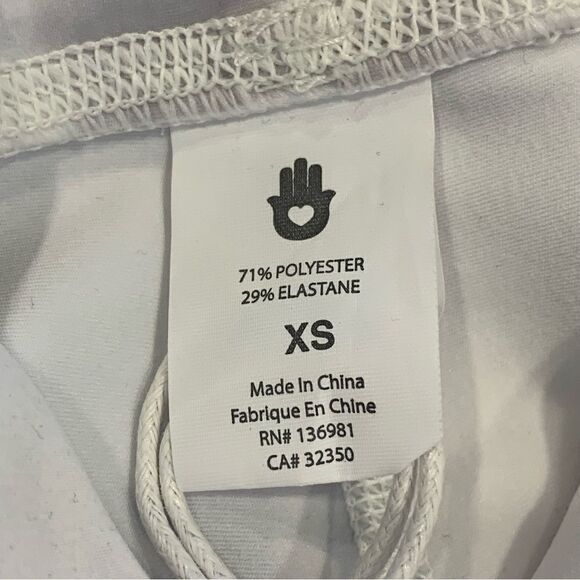 71% POLYESTER
29% ELASTANE
XS
Made In China
Fabrique En Chine
RN# 136981
CA# 32350